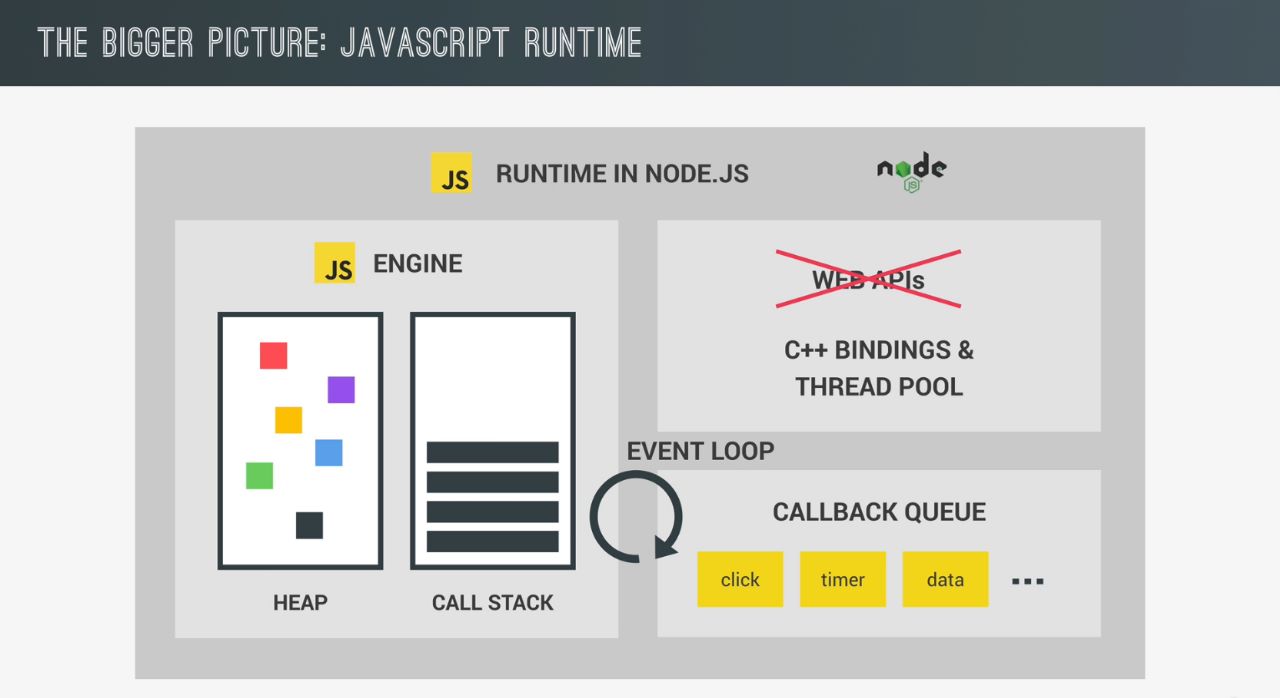 THE BIGGER PICTURE: JAVASCRIPT RUNTIME
JS RUNTIME IN NODE.JS
node
JS
JS ENGINE
HEAP
CALL STACK
WEB APIs
C++ BINDINGS &
THREAD POOL
EVENT LOOP
CALLBACK QUEUE
click timer data ...